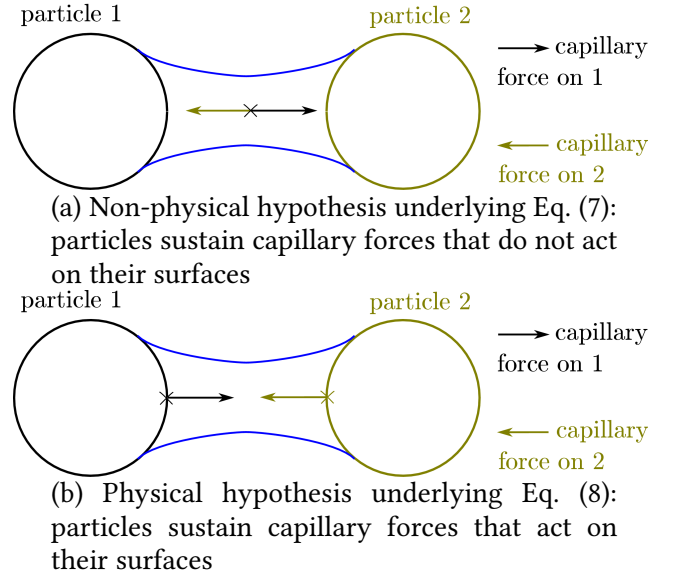 particle 1
particle 2
capillary
force on 1
capillary
force on 2
(a) Non-physical hypothesis underlying Eq. (7):
particles sustain capillary forces that do not act
on their surfaces
particle 1
particle 2
capillary
force on 1
capillary
force on 2
(b) Physical hypothesis underlying Eq. (8):
particles sustain capillary forces that act on
their surfaces